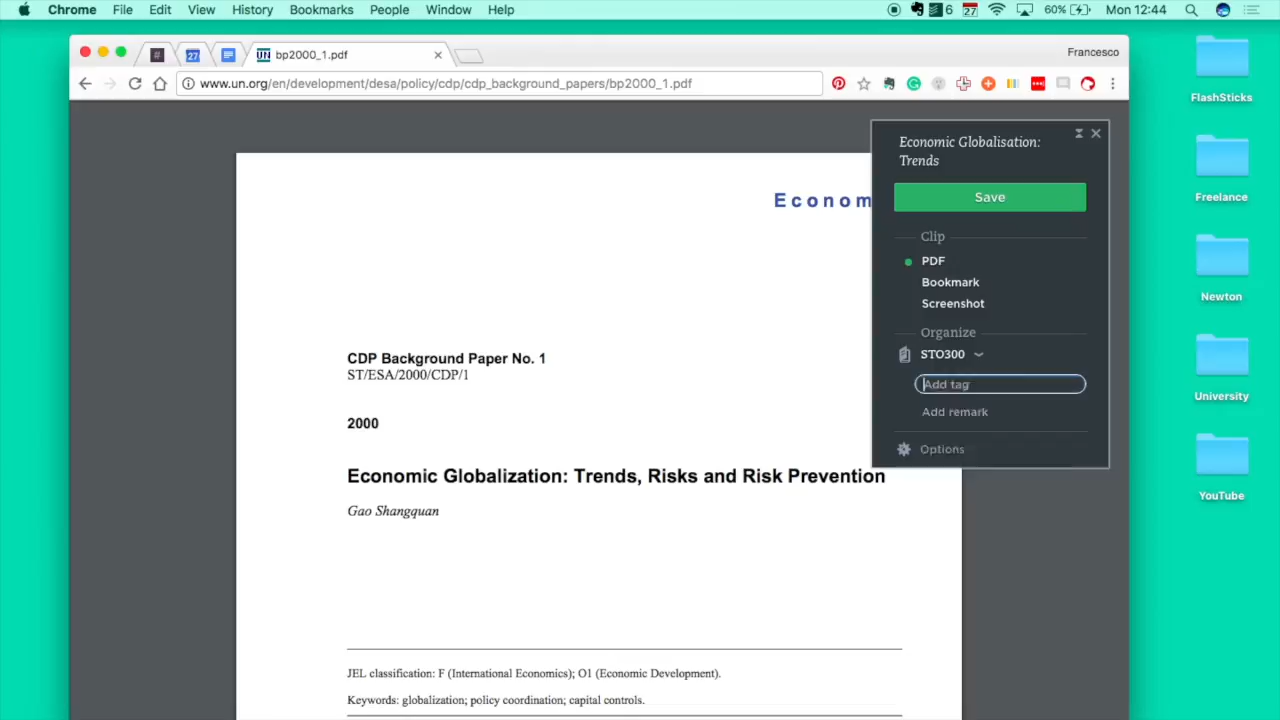 Chrome File Edit View History Bookmarks People Window Help
6 27 60% Mon 12:44
# 27 UN bp2000_1.pdf
Francesco
www.un.org/en/development/desa/policy/cdp/cdp_background_papers/bp2000_1.pdf
FlashSticks
Freelance
Newton
University
YouTube
Economic Globalisation:
Trends
Save
Clip
PDF
Bookmark
Screenshot
Organize
STO300
Add tag
Add remark
Options
Econom
CDP Background Paper No. 1
ST/ESA/2000/CDP/1
2000
Economic Globalization: Trends, Risks and Risk Prevention
Gao Shangquan
JEL classification: F (International Economics); O1 (Economic Development).
Keywords: globalization; policy coordination; capital controls.